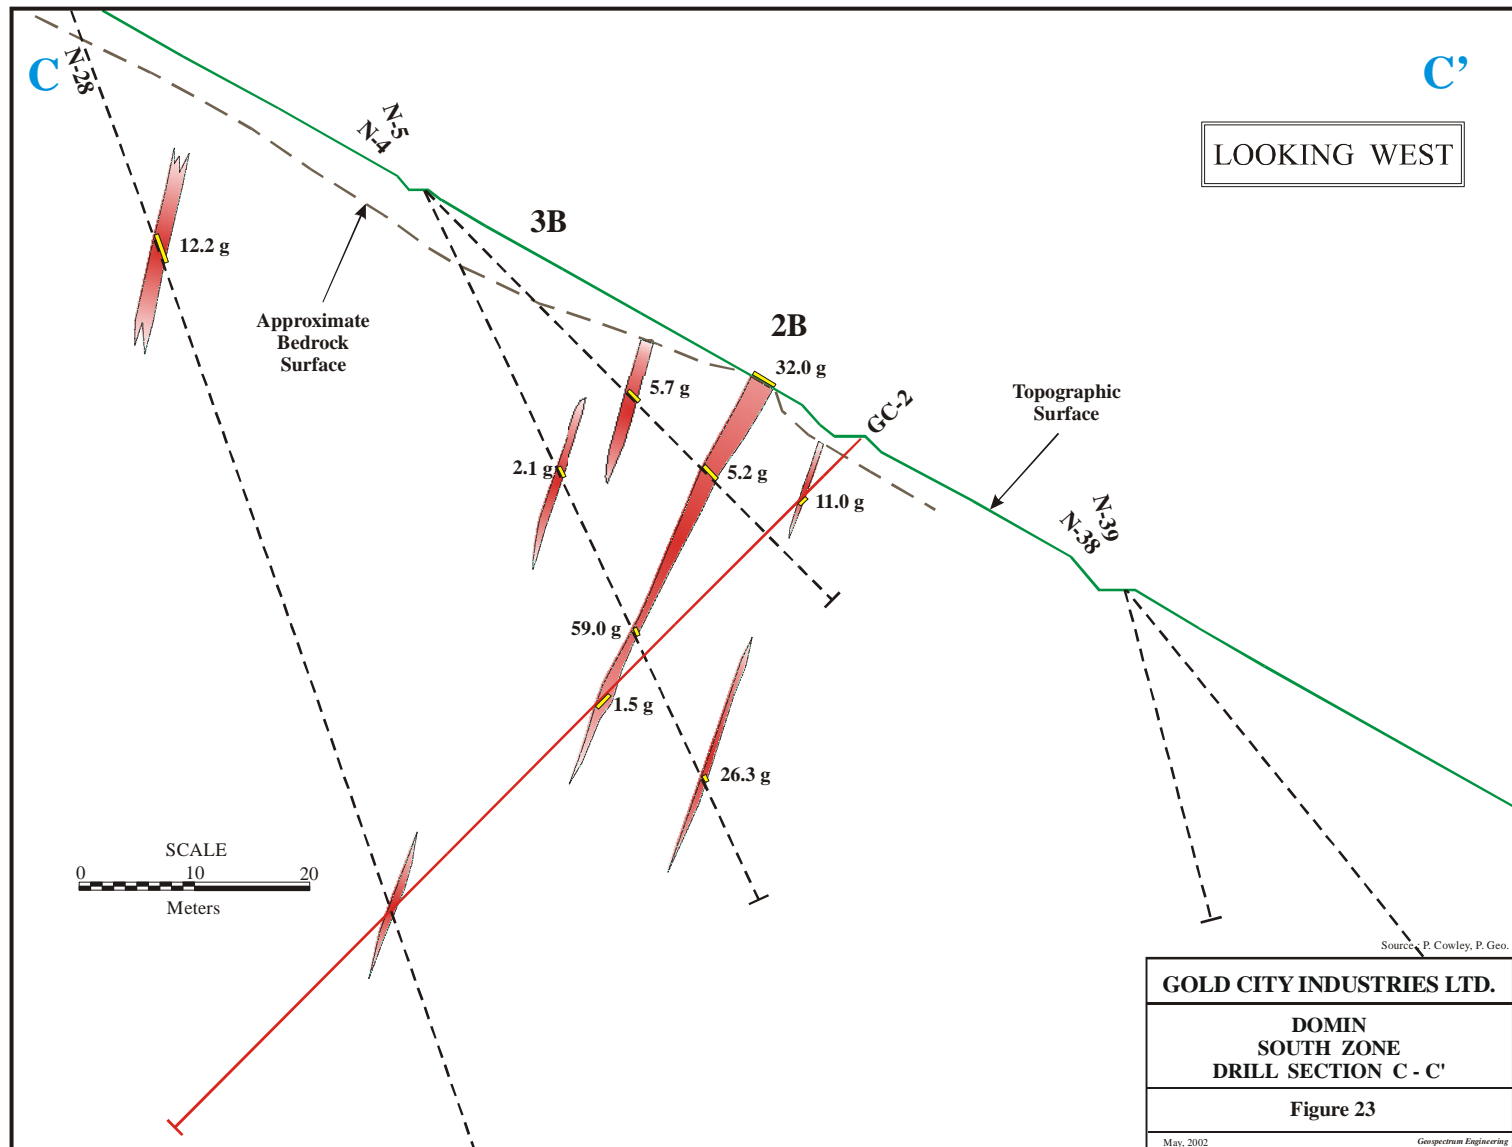 C
C’
N-28
LOOKING WEST
N-5
N-4
3B
12.2 g
Approximate
Bedrock
Surface
2B
32.0 g
5.7 g
GC-2
Topographic
Surface
2.1 g
5.2 g
11.0 g
N-39
N-38
59.0 g
1.5 g
26.3 g
SCALE
0 10 20
Meters
Source : P. Cowley, P. Geo.
GOLD CITY INDUSTRIES LTD.
DOMIN
SOUTH ZONE
DRILL SECTION C - C'
Figure 23
May, 2002
Geospectrum Engineering